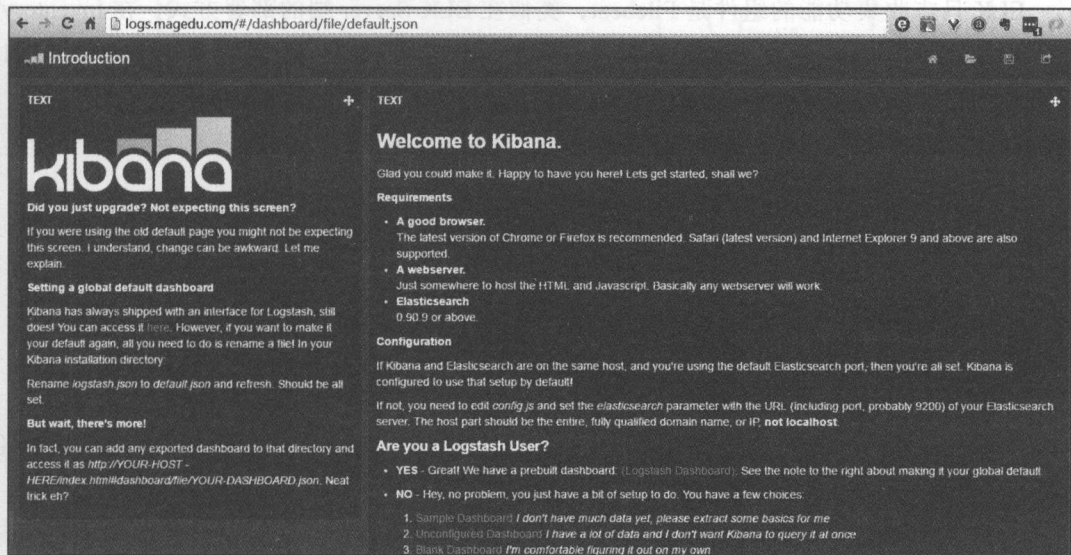 logs.magedu.com/#/dashboard/file/default.json
Introduction
TEXT
kibana
Did you just upgrade? Not expecting this screen?
If you were using the old default page you might not be expecting
this screen. I understand, change can be awkward. Let me
explain.
Setting a global default dashboard
Kibana has always shipped with an interface for Logstash, still
does! You can access it here. However, if you want to make it
your default again, all you need to do is rename a file! In your
Kibana installation directory:
Rename logstash.json to default.json and refresh. Should be all
set.
But wait, there's more!
In fact, you can add any exported dashboard to that directory and
access it as http://YOUR-HOST -
HERE/index.html#dashboard/file/YOUR-DASHBOARD.json. Neat
trick eh?
TEXT
Welcome to Kibana.
Glad you could make it. Happy to have you here! Lets get started, shall we?
Requirements
• A good browser.
The latest version of Chrome or Firefox is recommended. Safari (latest version) and Internet Explorer 9 and above are also
supported.
• A webserver.
Just somewhere to host the HTML and Javascript. Basically any webserver will work.
• Elasticsearch
0.90.9 or above.
Configuration
If Kibana and Elasticsearch are on the same host, and you're using the default Elasticsearch port, then you're all set. Kibana is
configured to use that setup by default!
If not, you need to edit config.js and set the elasticsearch parameter with the URL (including port, probably 9200) of your Elasticsearch
server. The host part should be the entire, fully qualified domain name, or IP, not localhost.
Are you a Logstash User?
• YES - Great! We have a prebuilt dashboard: (Logstash Dashboard). See the note to the right about making it your global default
• NO - Hey, no problem, you just have a bit of setup to do. You have a few choices:
1. Sample Dashboard I don't have much data yet, please extract some basics for me
2. Unconfigured Dashboard I have a lot of data and I don't want Kibana to query it at once
3. Blank Dashboard I'm comfortable figuring it out on my own